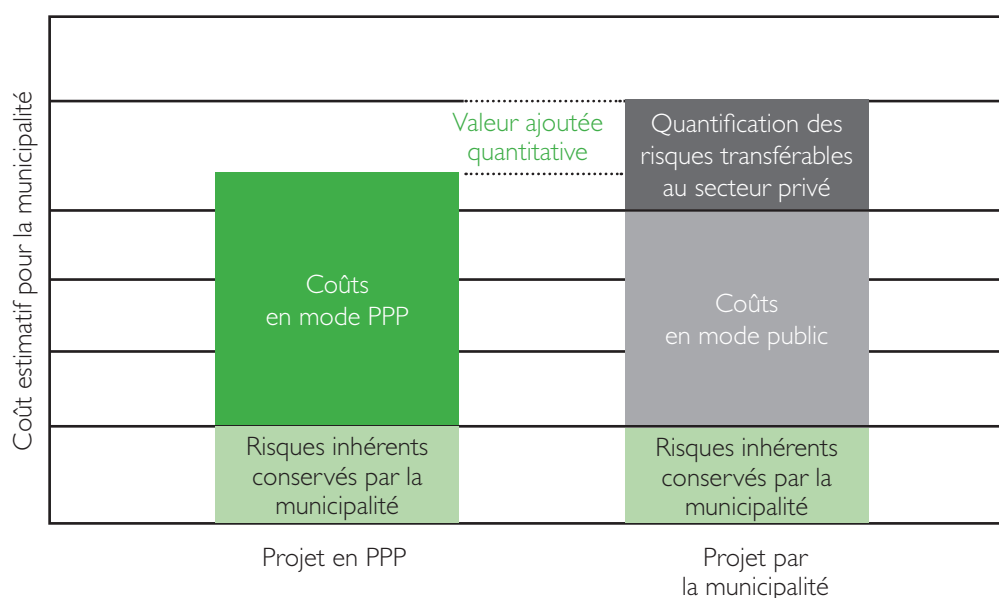 Coût estimatif pour la municipalité
Valeur ajoutée
quantitative
Quantification des
risques transférables
au secteur privé
Coûts
en mode PPP
Coûts
en mode public
Risques inhérents
conservés par la
municipalité
Risques inhérents
conservés par la
municipalité
Projet en PPP
Projet par
la municipalité